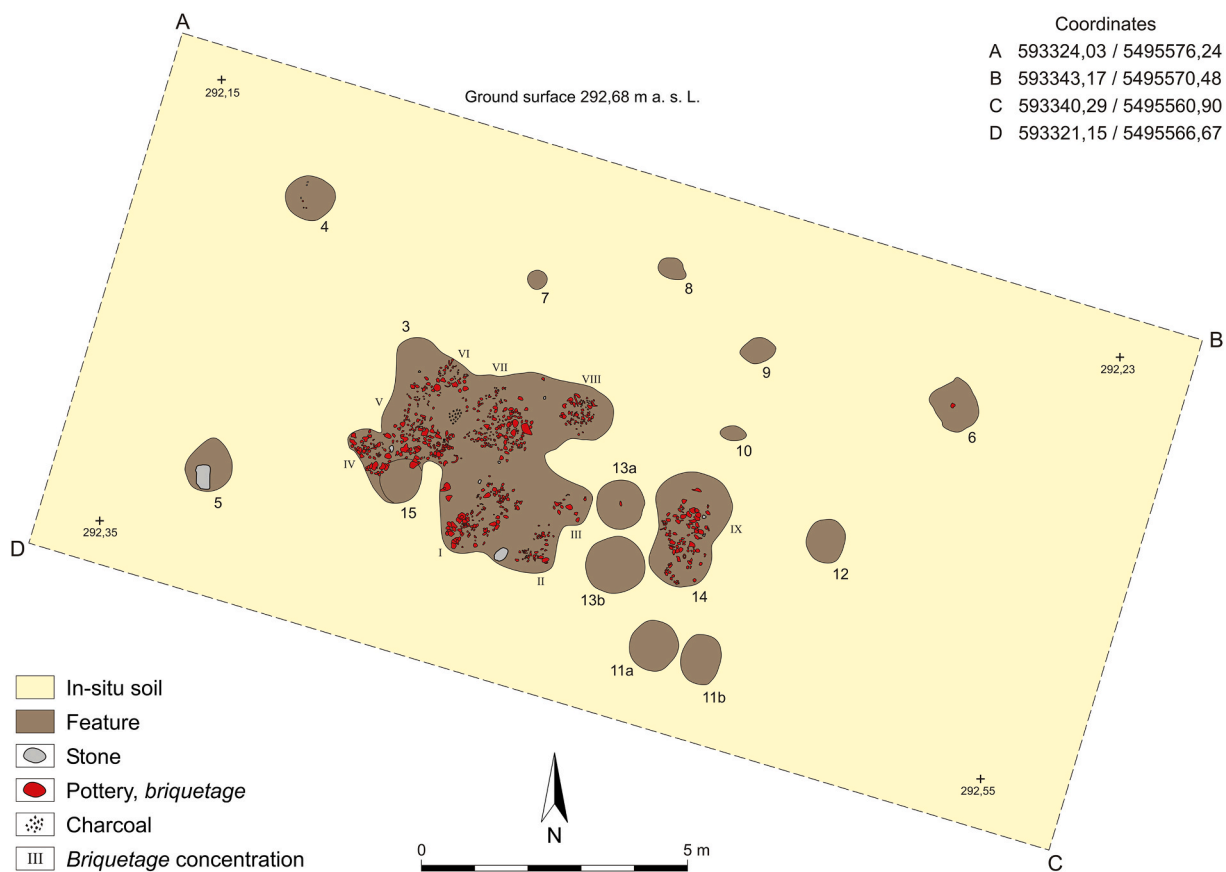 Coordinates
A 593324,03 / 5495576,24
B 593343,17 / 5495570,48
C 593340,29 / 5495560,90
D 593321,15 / 5495566,67
A
292,15
Ground surface 292,68 m a. s. L.
4
7
8
3
VI
VII
VIII
V
9
B
292,23
6
10
IV
5
15
13a
IX
292,35
D
I
III
II
13b
14
12
11a
11b
292,55
C
In-situ soil
Feature
Stone
Pottery, briquetage
Charcoal
III Briquetage concentration
N
0 5 m